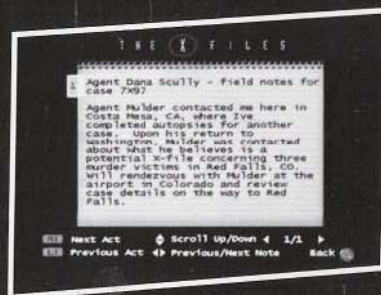 THE X FILES
Agent Dana Scully - field notes for
case 7X97
Agent Mulder contacted me here in
Costa Mesa, CA, where Ive
completed autopsies for another
case. Upon his return to
Washington, Mulder was contacted
about what he believes is a
potential X-file concerning three
murder victims in Red Falls, CO.
Will rendezvous with Mulder at the
airport in Colorado and review
case details on the way to Red
Falls.
R1 Next Act Scroll Up/Down 1/1
L1 Previous Act Previous/Next Note Back